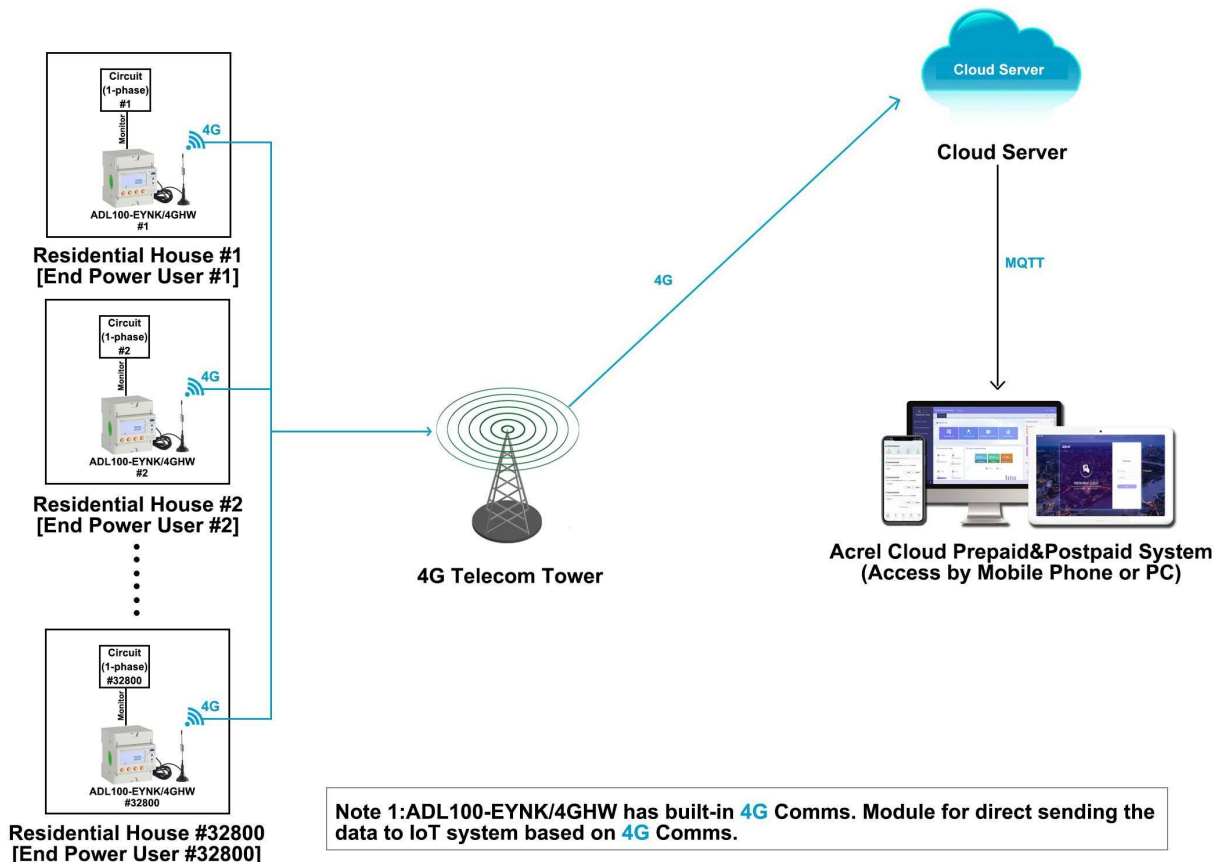 Circuit
(1-phase)
#1
Monitor
4G
ADL100-EYNK/4GHW
#1
Residential House #1
[End Power User #1]
Circuit
(1-phase)
#2
Monitor
4G
ADL100-EYNK/4GHW
#2
Residential House #2
[End Power User #2]
Circuit
(1-phase)
#32800
Monitor
4G
ADL100-EYNK/4GHW
#32800
Residential House #32800
[End Power User #32800]
4G Telecom Tower
4G
Cloud Server
Cloud Server
MQTT
Acrel Cloud Prepaid&Postpaid System
(Access by Mobile Phone or PC)
Note 1:ADL100-EYNK/4GHW has built-in 4G Comms. Module for direct sending the
data to IoT system based on 4G Comms.